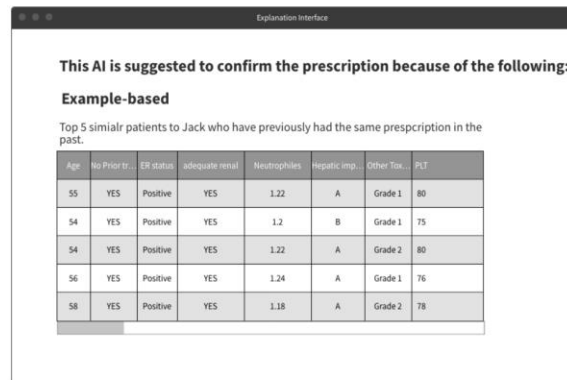 Explanation Interface
This AI is suggested to confirm the prescription because of the following:
Example-based
Top 5 simialr patients to Jack who have previously had the same prespcription in the
past.
Age No Prior tr... ER status adequate renal Neutrophiles Hepatic imp... Other Tox... PLT
55 YES Positive YES 1.22 A Grade 1 80
54 YES Positive YES 1.2 B Grade 1 75
54 YES Positive YES 1.22 A Grade 2 80
56 YES Positive YES 1.24 A Grade 1 76
58 YES Positive YES 1.18 A Grade 2 78